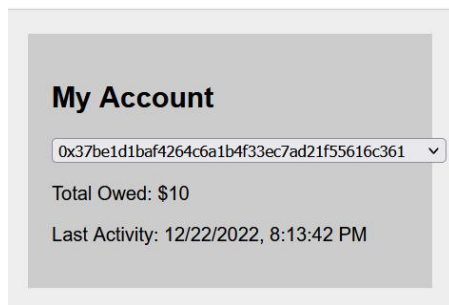 My Account
0x37be1d1baf4264c6a1b4f33ec7ad21f55616c361
Total Owed: $10
Last Activity: 12/22/2022, 8:13:42 PM